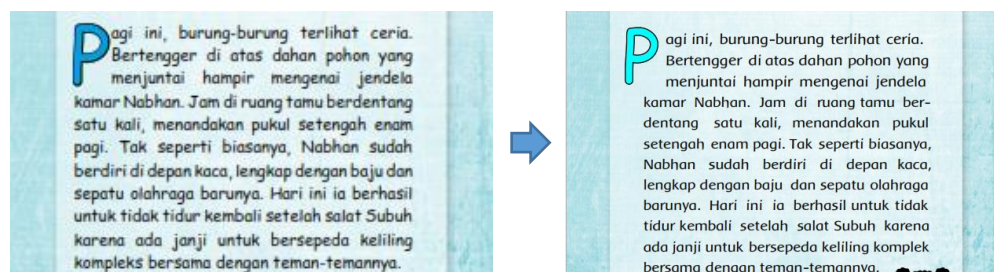 Pagi ini, burung-burung terlihat ceria.
Bertengger di atas dahan pohon yang
menjuntai hampir mengenai jendela
kamar Nabhan. Jam di ruang tamu berdentang
satu kali, menandakan pukul setengah enam
pagi. Tak seperti biasanya, Nabhan sudah
berdiri di depan kaca, lengkap dengan baju dan
sepatu olahraga barunya. Hari ini ia berhasil
untuk tidak tidur kembali setelah salat Subuh
karena ada janji untuk bersepeda keliling
kompleks bersama dengan teman-temannya.
Pagi ini, burung-burung terlihat ceria.
Bertengger di atas dahan pohon yang
menjuntai hampir mengenai jendela
kamar Nabhan. Jam di ruang tamu ber-
dentang satu kali, menandakan pukul
setengah enam pagi. Tak seperti biasanya,
Nabhan sudah berdiri di depan kaca,
lengkap dengan baju dan sepatu olahraga
barunya. Hari ini ia berhasil untuk tidak
tidur kembali setelah salat Subuh karena
ada janji untuk bersepeda keliling komplek
bersama dengan teman-temannya.